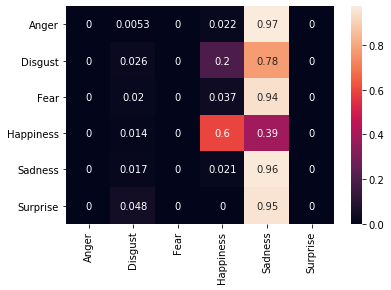 Anger 0 0.0053 0 0.022 0.97 0
Disgust 0 0.026 0 0.2 0.78 0
Fear 0 0.02 0 0.037 0.94 0
Happiness 0 0.014 0 0.6 0.39 0
Sadness 0 0.017 0 0.021 0.96 0
Surprise 0 0.048 0 0 0.95 0
Anger Disgust Fear Happiness Sadness Surprise
0.8
0.6
0.4
0.2
0.0